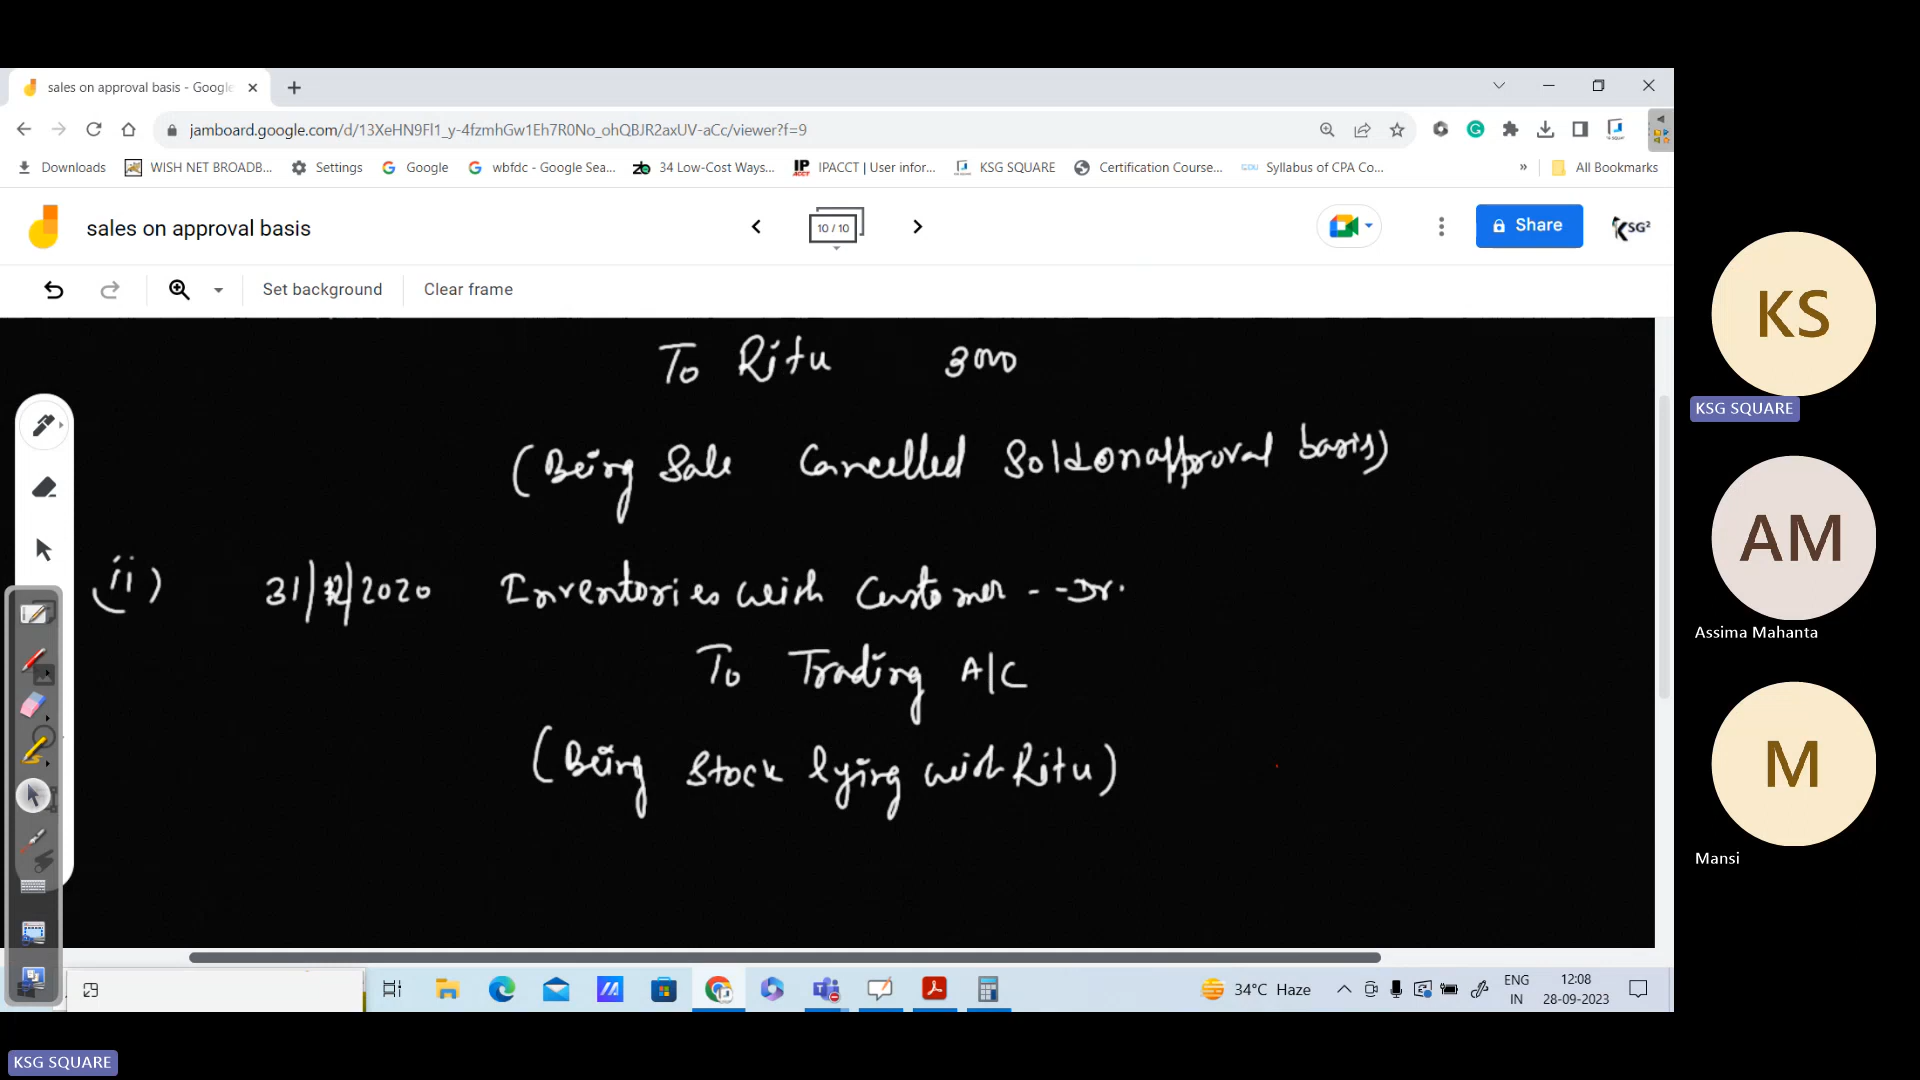 sales on approval basis - Google
jamboard.google.com/d/13XeHN9Fl1_y-4fzmhGw1Eh7R0No_ohQBJR2axUV-aCc/viewer?f=9
Downloads WISH NET BROADB... Settings Google wbfdc - Google Sea... 34 Low-Cost Ways... IPACCT | User infor... KSG SQUARE Certification Course... Syllabus of CPA Co... » All Bookmarks
sales on approval basis 10 / 10 Share KSG²
Set background Clear frame
To Ritu 3000
(Being Sale Cancelled Sold on approval basis)
(ii) 31/12/2020 Inventories with Customer - - Dr.
To Trading A/C
(Being Stock lying with Ritu)
34°C Haze ENG IN 12:08 28-09-2023
KS
KSG SQUARE
AM
Assima Mahanta
M
Mansi
KSG SQUARE